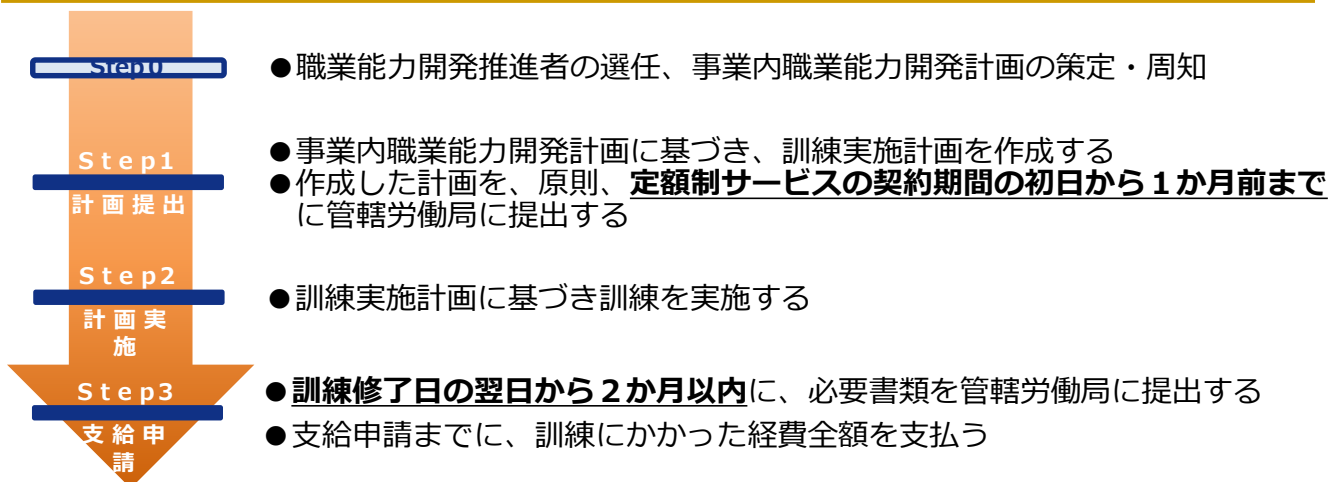 Step0
●職業能力開発推進者の選任、事業内職業能力開発計画の策定・周知
Step1
計画提出
●事業内職業能力開発計画に基づき、訓練実施計画を作成する
●作成した計画を、原則、定額制サービスの契約期間の初日から１か月前まで
に管轄労働局に提出する
Step2
計画実
施
●訓練実施計画に基づき訓練を実施する
Step3
支給申
請
●訓練修了日の翌日から２か月以内に、必要書類を管轄労働局に提出する
●支給申請までに、訓練にかかった経費全額を支払う